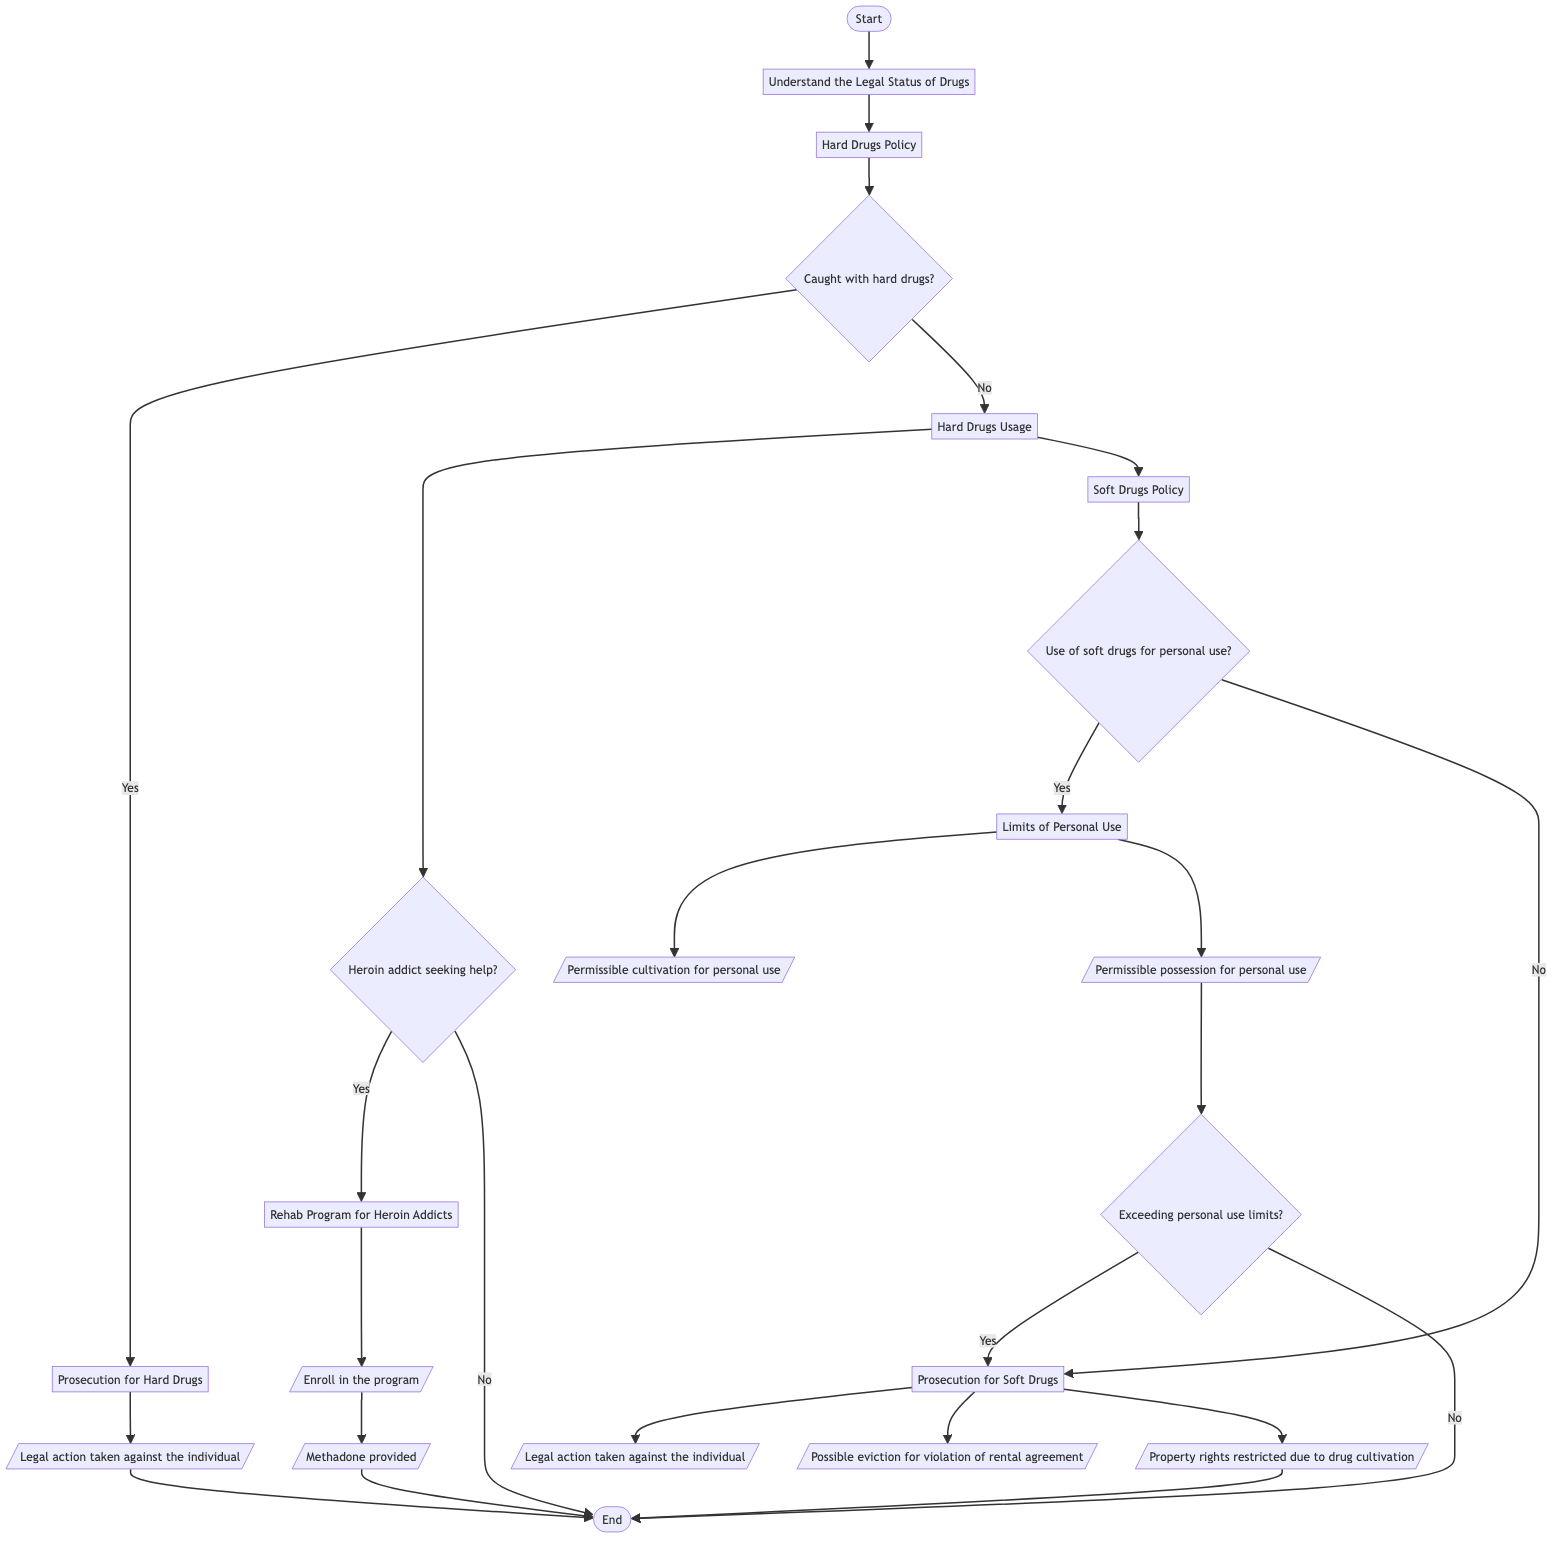 Start
Understand the Legal Status of Drugs
Hard Drugs Policy
Caught with hard drugs?
No
Hard Drugs Usage
Soft Drugs Policy
Use of soft drugs for personal use?
Yes
Yes
Limits of Personal Use
Heroin addict seeking help?
Permissible cultivation for personal use
Permissible possession for personal use
No
Yes
Rehab Program for Heroin Addicts
Exceeding personal use limits?
Yes
Prosecution for Hard Drugs
Enroll in the program
No
Prosecution for Soft Drugs
No
Legal action taken against the individual
Methadone provided
Legal action taken against the individual
Possible eviction for violation of rental agreement
Property rights restricted due to drug cultivation
End